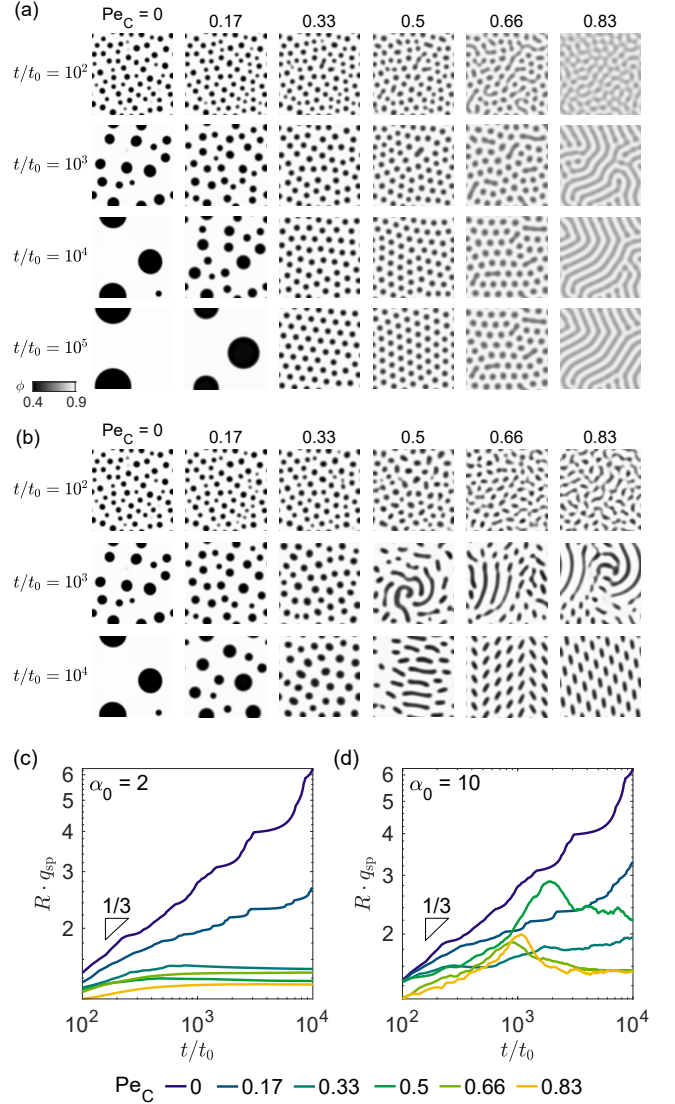 (a)
Pe_C = 0 0.17 0.33 0.5 0.66 0.83
t/t_0 = 10^2
t/t_0 = 10^3
t/t_0 = 10^4
t/t_0 = 10^5
ϕ
0.4 0.9
(b)
Pe_C = 0 0.17 0.33 0.5 0.66 0.83
t/t_0 = 10^2
t/t_0 = 10^3
t/t_0 = 10^4
(c)
α_0 = 2
6
5
4
3
2
R · q_sp
1/3
10^2 10^3 10^4
t/t_0
(d)
α_0 = 10
6
5
4
3
2
R · q_sp
1/3
10^2 10^3 10^4
t/t_0
Pe_C 0 0.17 0.33 0.5 0.66 0.83